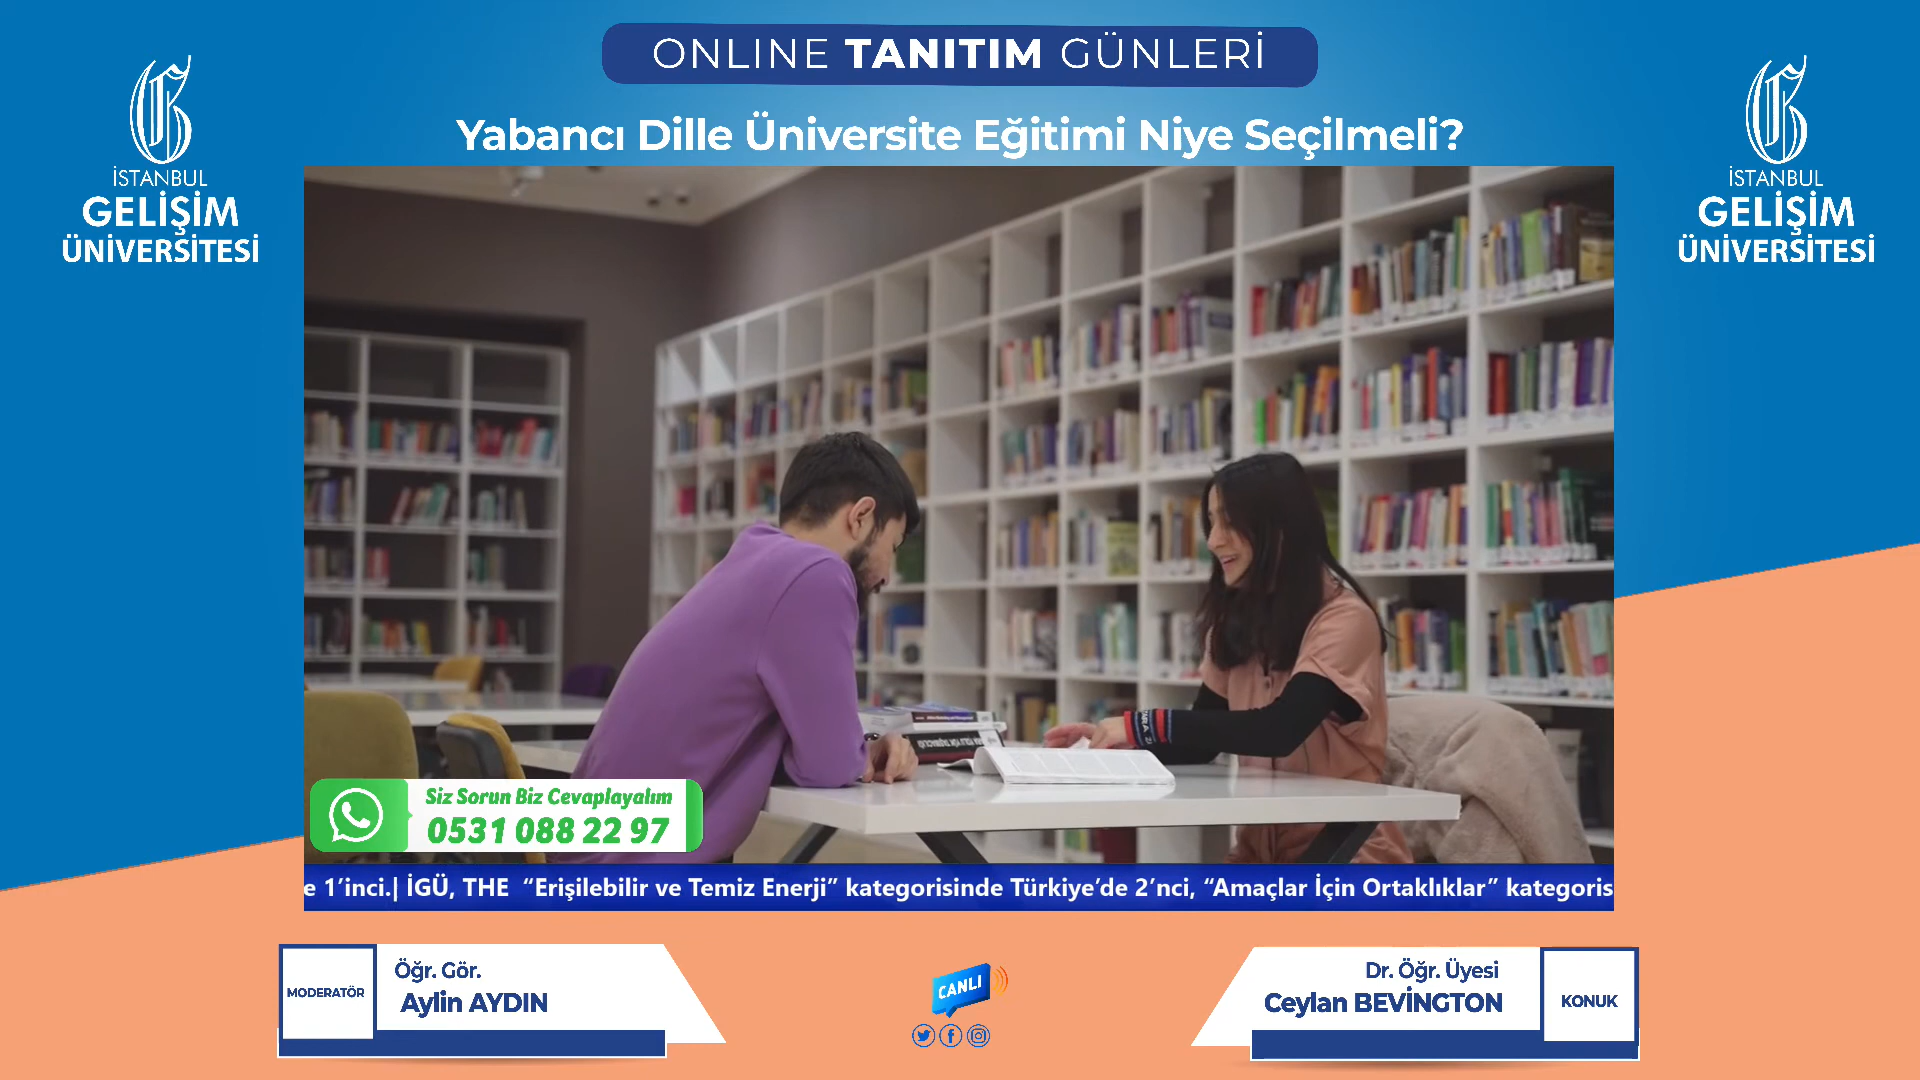 ONLINE TANITIM GÜNLERİ
Yabancı Dille Üniversite Eğitimi Niye Seçilmeli?
İSTANBUL
GELİŞİM
ÜNİVERSİTESİ
İSTANBUL
GELİŞİM
ÜNİVERSİTESİ
Siz Sorun Biz Cevaplayalım
0531 088 22 97
e 1’inci.| İGÜ, THE “Erişilebilir ve Temiz Enerji” kategorisinde Türkiye’de 2’nci, “Amaçlar İçin Ortaklıklar” kategoris
MODERATÖR
Öğr. Gör.
Aylin AYDIN
CANLI
Dr. Öğr. Üyesi
Ceylan BEVİNGTON
KONUK